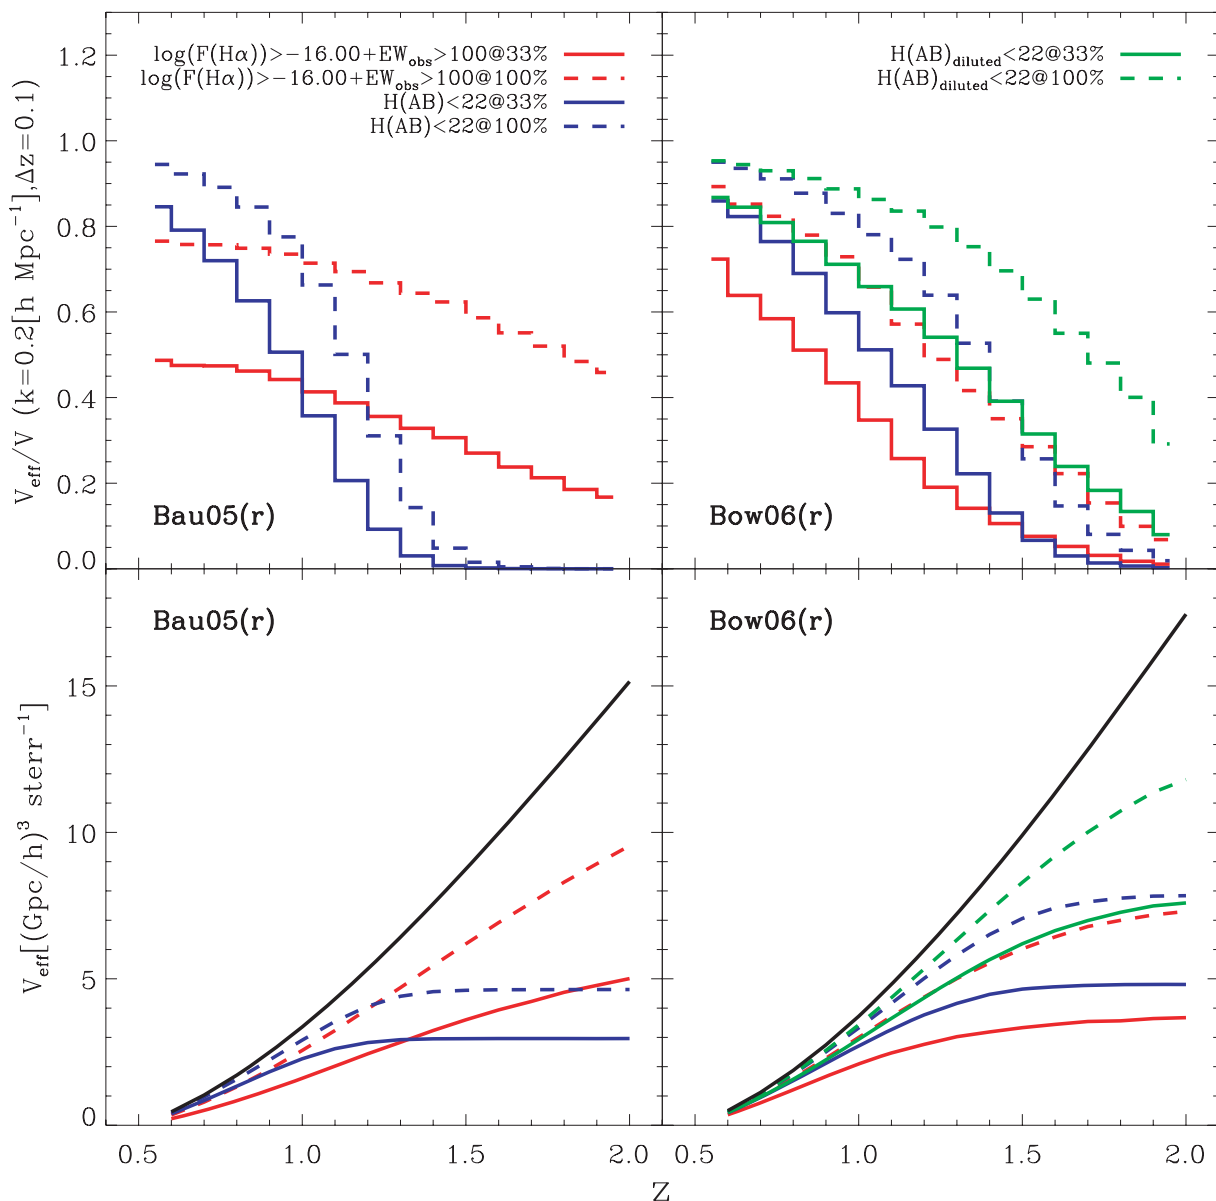 V_eff/V (k=0.2[h Mpc⁻¹],Δz=0.1)
1.2
1.0
0.8
0.6
0.4
0.2
0.0
log(F(Hα))>−16.00+EW_obs>100@33%
log(F(Hα))>−16.00+EW_obs>100@100%
H(AB)<22@33%
H(AB)<22@100%
Bau05(r)
H(AB)_diluted<22@33%
H(AB)_diluted<22@100%
Bow06(r)
V_eff[(Gpc/h)³ sterr⁻¹]
15
10
5
0
Bau05(r)
Bow06(r)
0.5 1.0 1.5 2.0
0.5 1.0 1.5 2.0
Z